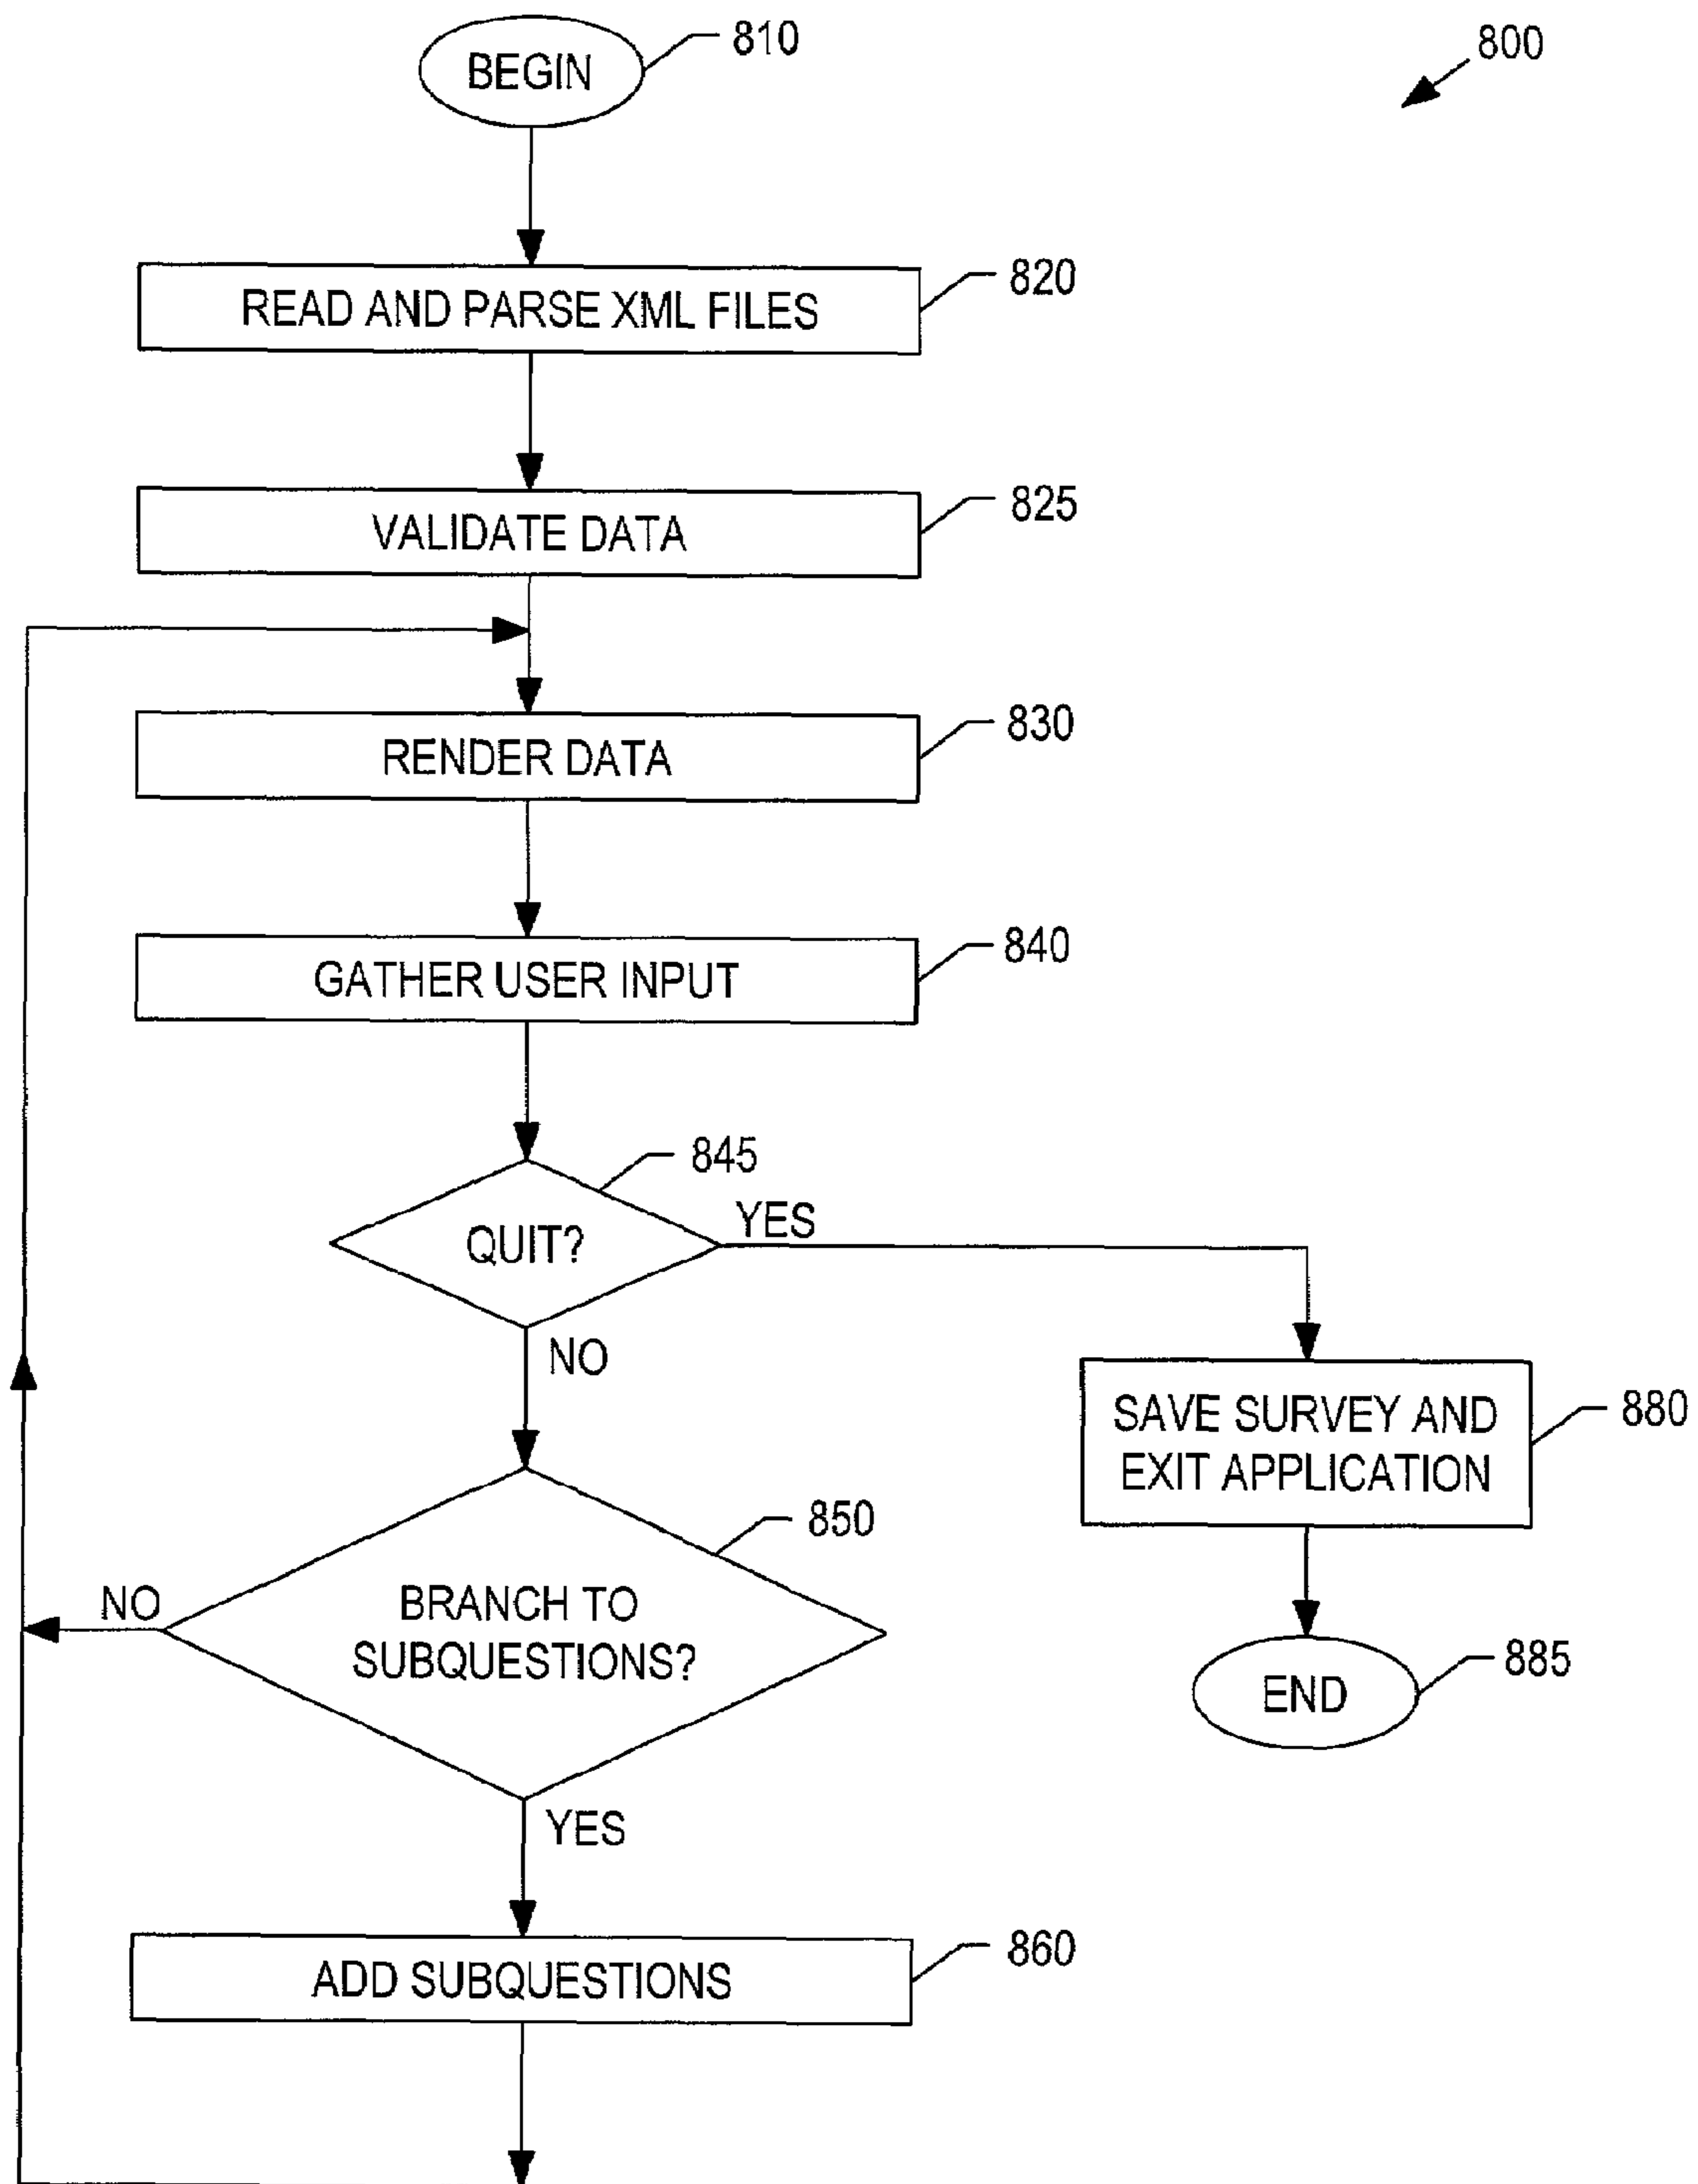 810
BEGIN
800
820
READ AND PARSE XML FILES
825
VALIDATE DATA
830
RENDER DATA
840
GATHER USER INPUT
845
QUIT?
YES
NO
880
SAVE SURVEY AND
EXIT APPLICATION
850
BRANCH TO
SUBQUESTIONS?
NO
YES
885
END
860
ADD SUBQUESTIONS